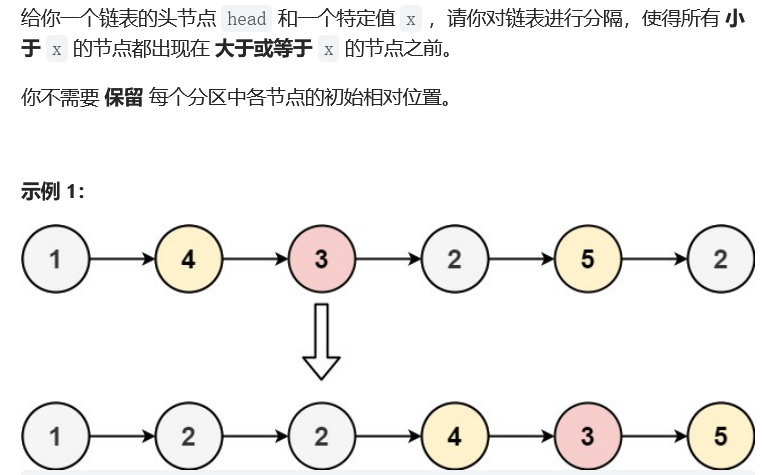 给你一个链表的头节点 head 和一个特定值 x ，请你对链表进行分隔，使得所有 小
于 x 的节点都出现在 大于或等于 x 的节点之前。
你不需要 保留 每个分区中各节点的初始相对位置。
示例 1：
1 4 3 2 5 2
1 2 2 4 3 5